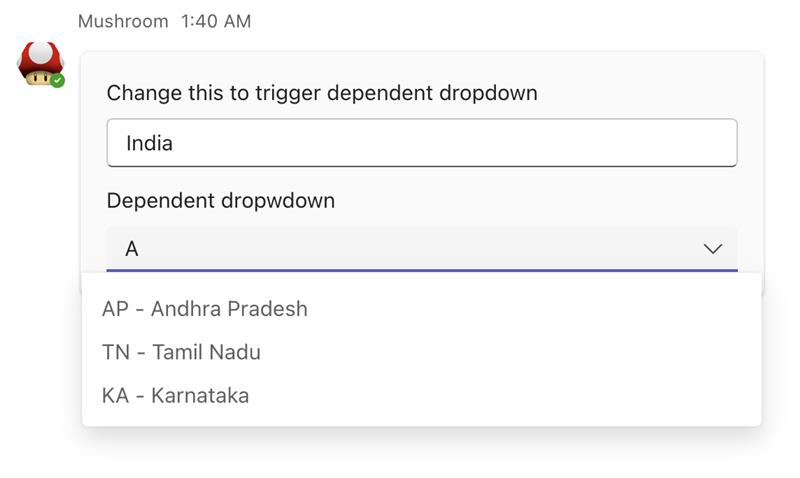 Mushroom 1:40 AM
Change this to trigger dependent dropdown
India
Dependent dropwdown
A
AP - Andhra Pradesh
TN - Tamil Nadu
KA - Karnataka